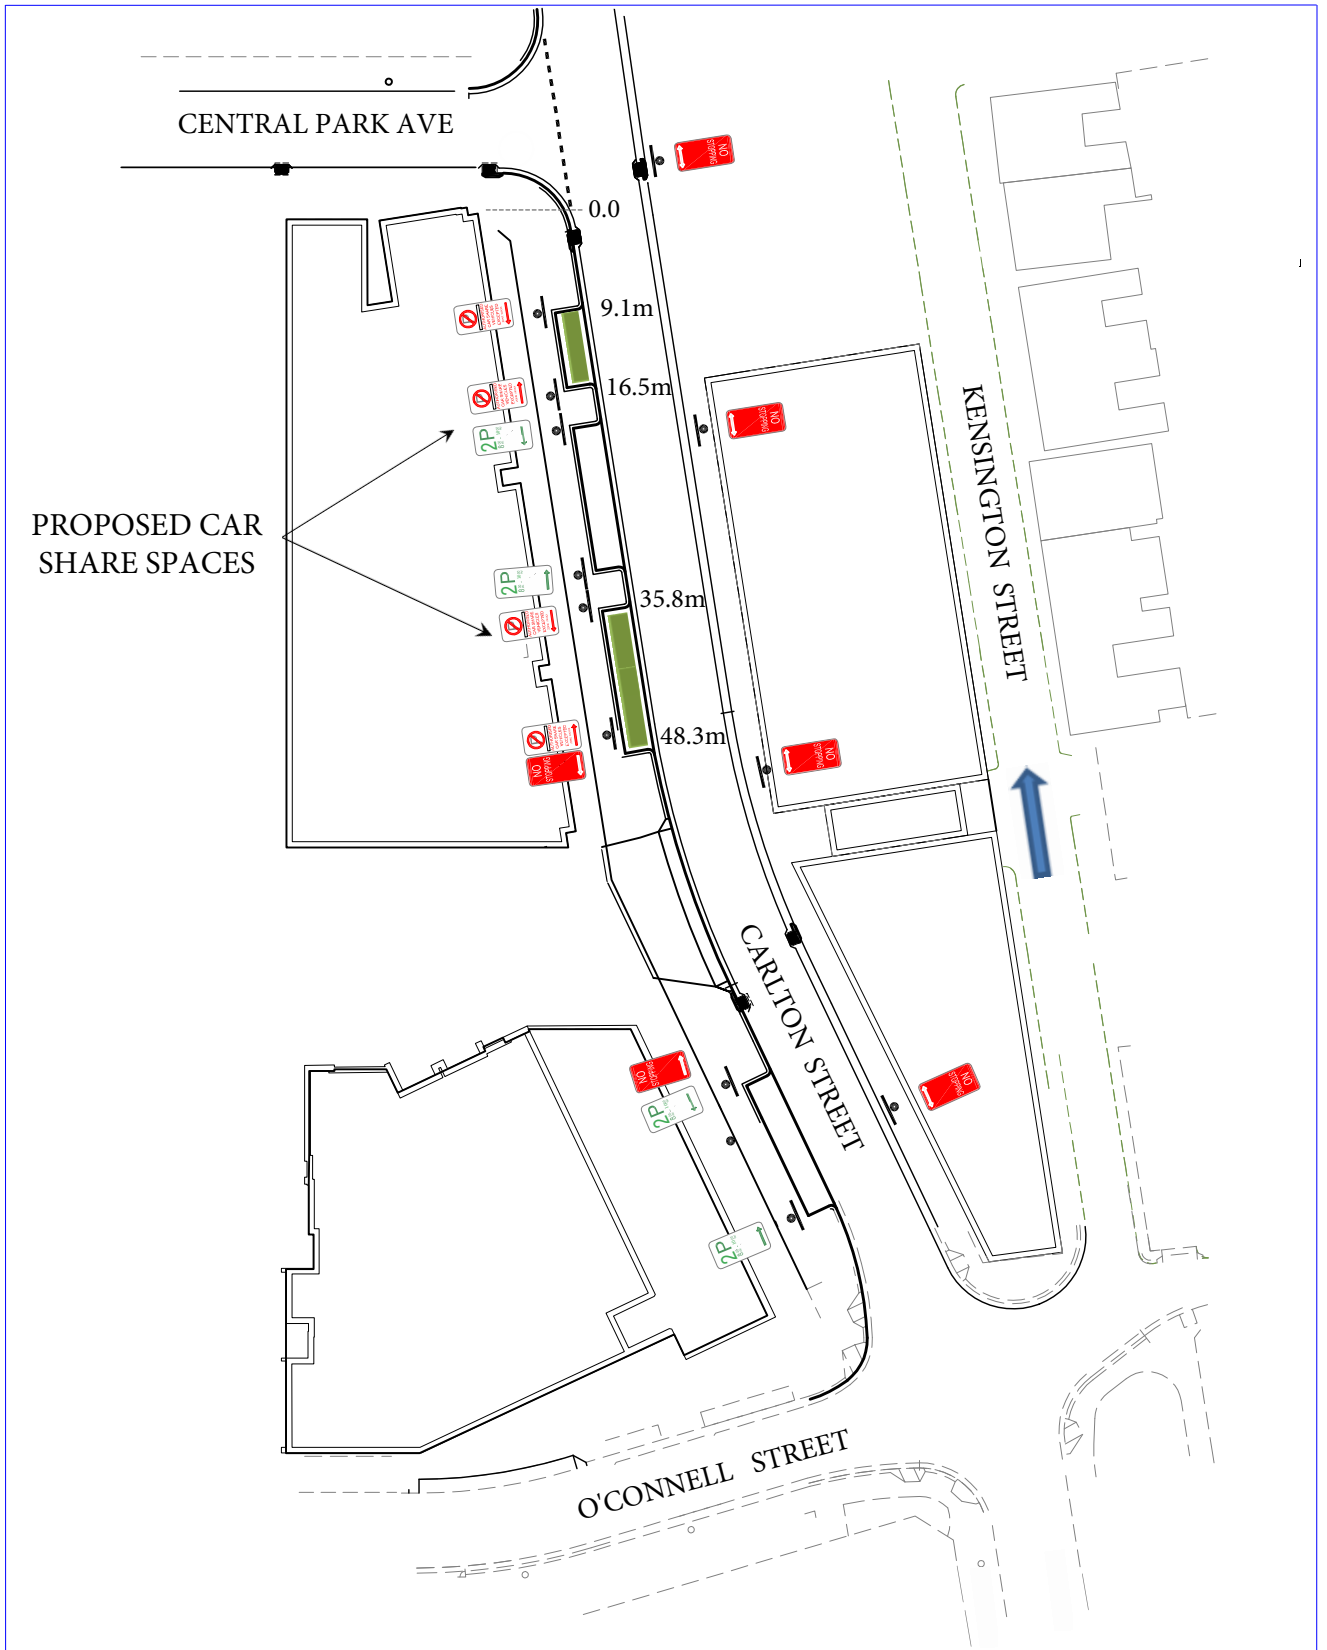 CENTRAL PARK AVE
NO
STOPPING
0.0
9.1m
16.5m
NO
STOPPING
2P
KENSINGTON STREET
PROPOSED CAR
SHARE SPACES
2P
35.8m
48.3m
NO
STOPPING
NO
STOPPING
CARLTON STREET
NO
STOPPING
2P
NO
STOPPING
2P
O'CONNELL STREET